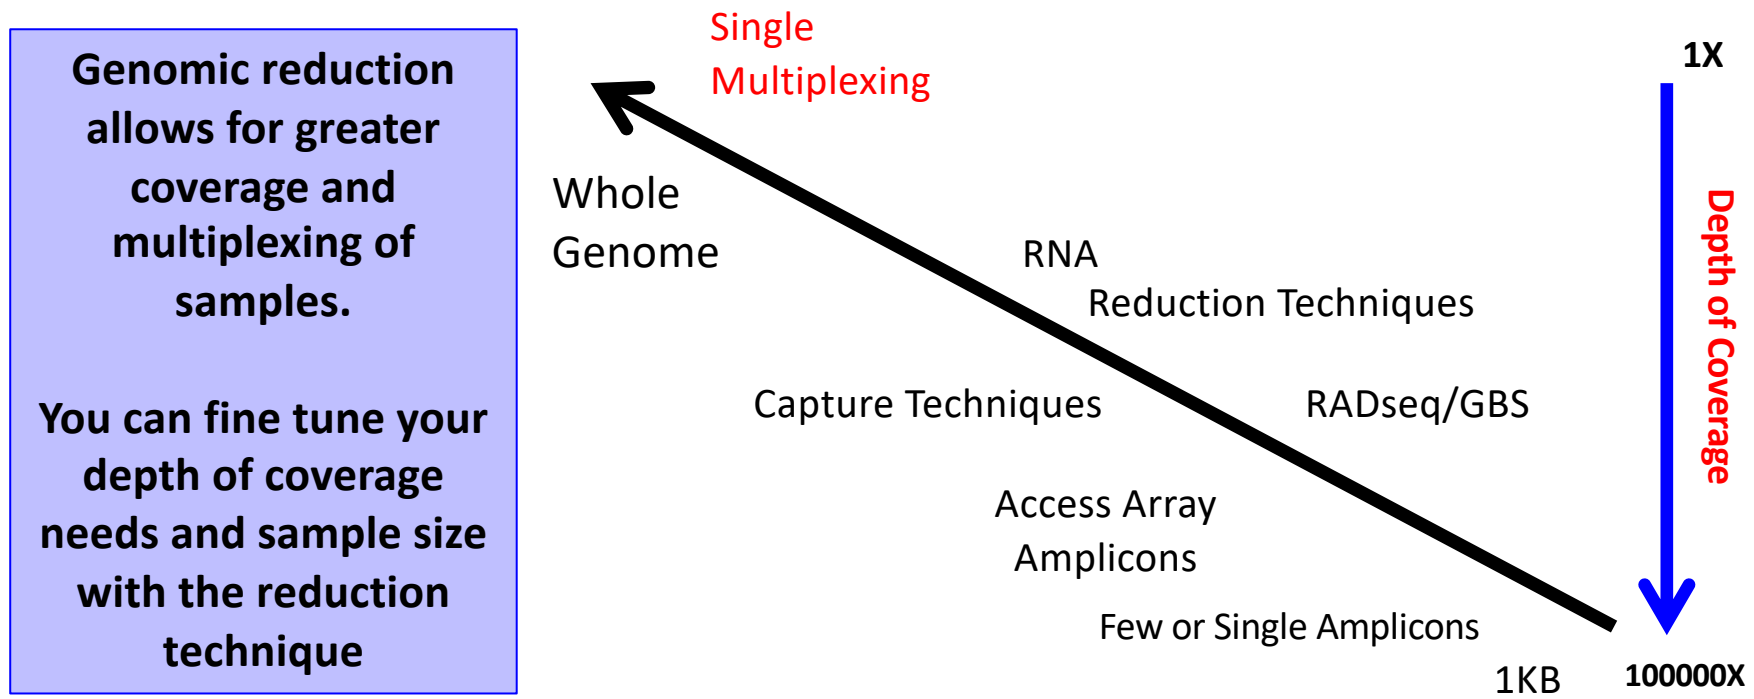 Genomic reduction
allows for greater
coverage and
multiplexing of
samples.
You can fine tune your
depth of coverage
needs and sample size
with the reduction
technique
Single
Multiplexing
Whole
Genome
RNA
Reduction Techniques
Capture Techniques
RADseq/GBS
Access Array
Amplicons
Few or Single Amplicons
1KB
1X
Depth of Coverage
100000X